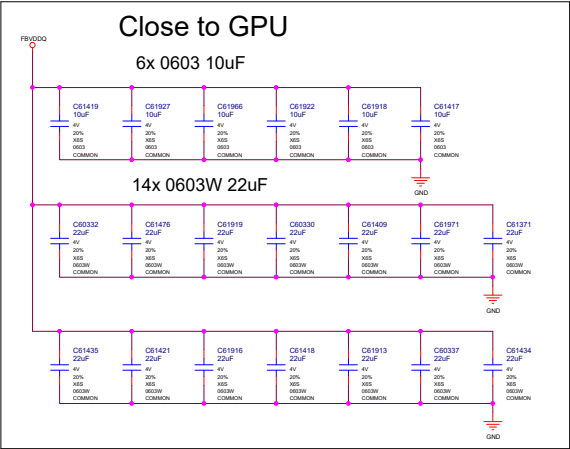 Close to GPU
FBVDDQ
6x 0603 10uF
C61419 C61927 C61966 C61922 C61918 C61417
10uF 10uF 10uF 10uF 10uF 10uF
4V 4V 4V 4V 4V 4V
20% 20% 20% 20% 20% 20%
X6S X6S X6S X6S X6S X6S
0603 0603 0603 0603 0603 0603
COMMON COMMON COMMON COMMON COMMON COMMON
GND
14x 0603W 22uF
C60332 C61476 C61919 C60330 C61409 C61971 C61371
22uF 22uF 22uF 22uF 22uF 22uF 22uF
4V 4V 4V 4V 4V 4V 4V
20% 20% 20% 20% 20% 20% 20%
X6S X6S X6S X6S X6S X6S X6S
0603W 0603W 0603W 0603W 0603W 0603W 0603W
COMMON COMMON COMMON COMMON COMMON COMMON COMMON
GND
C61435 C61421 C61916 C61418 C61913 C60337 C61434
22uF 22uF 22uF 22uF 22uF 22uF 22uF
4V 4V 4V 4V 4V 4V 4V
20% 20% 20% 20% 20% 20% 20%
X6S X6S X6S X6S X6S X6S X6S
0603W 0603W 0603W 0603W 0603W 0603W 0603W
COMMON COMMON COMMON COMMON COMMON COMMON COMMON
GND